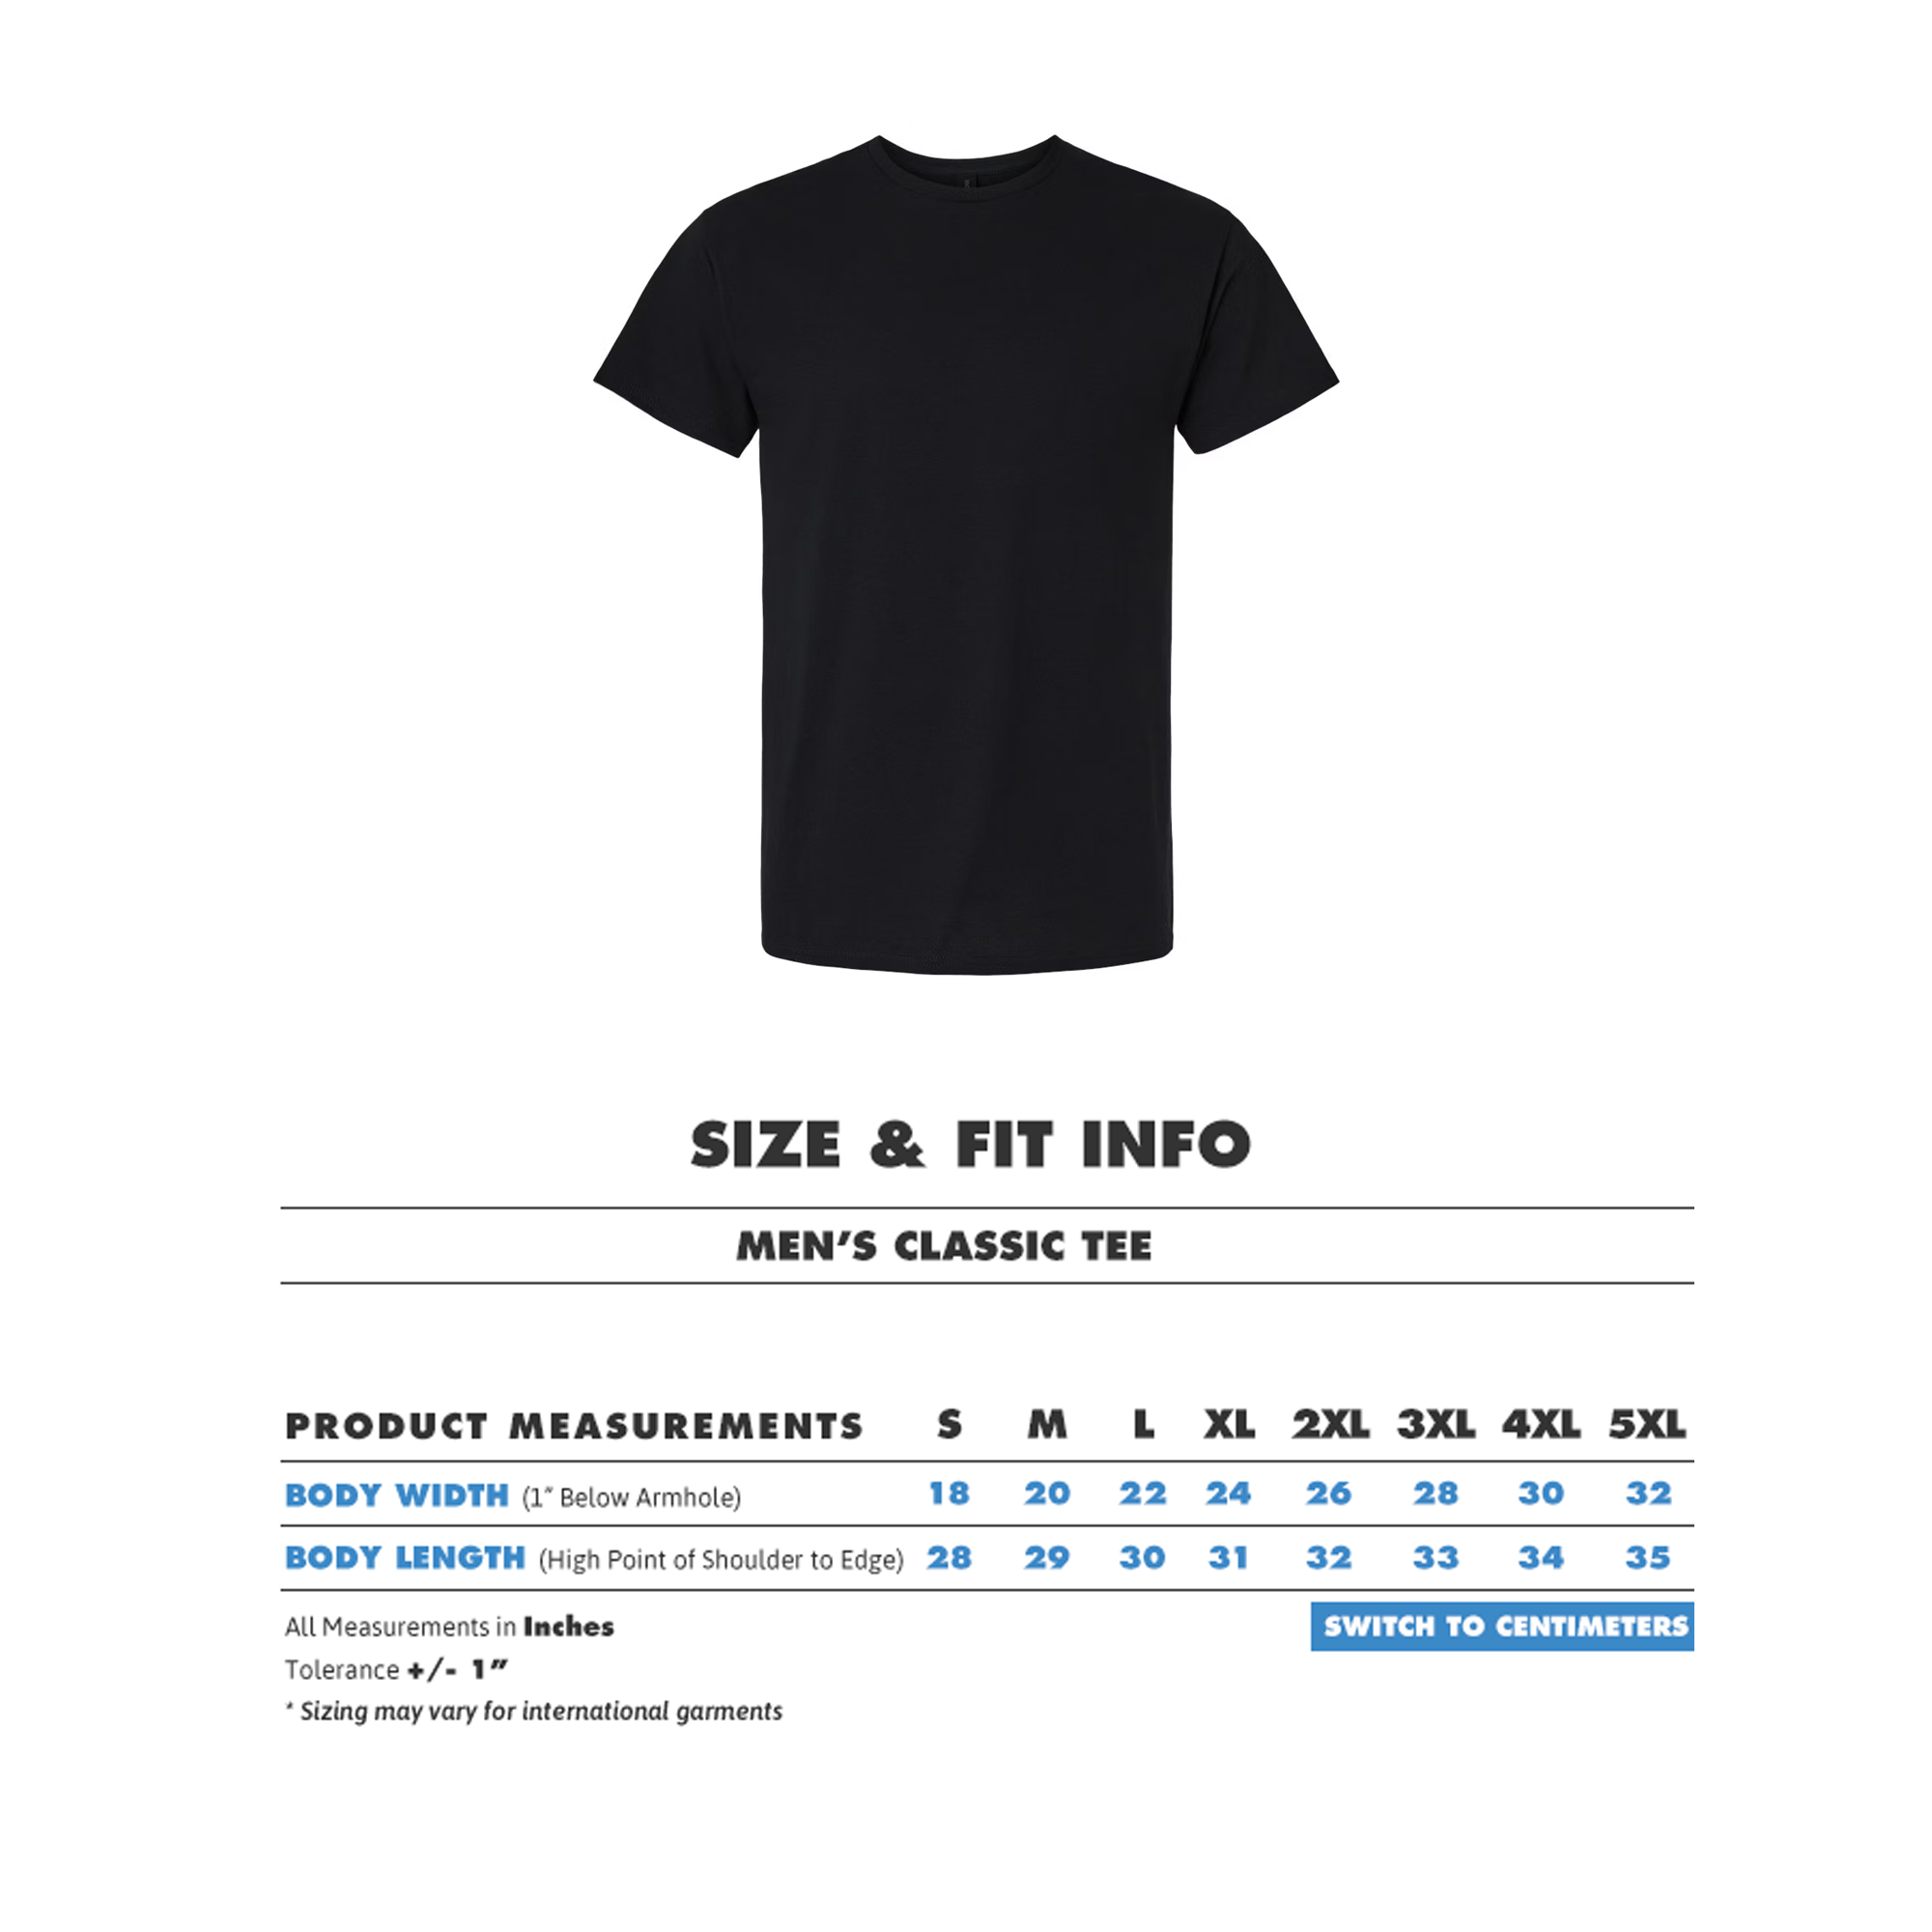 SIZE & FIT INFO
MEN'S CLASSIC TEE
PRODUCT MEASUREMENTS S M L XL 2XL 3XL 4XL 5XL
BODY WIDTH (1" Below Armhole) 18 20 22 24 26 28 30 32
BODY LENGTH (High Point of Shoulder to Edge) 28 29 30 31 32 33 34 35
All Measurements in Inches
SWITCH TO CENTIMETERS
Tolerance +/- 1"
* Sizing may vary for international garments